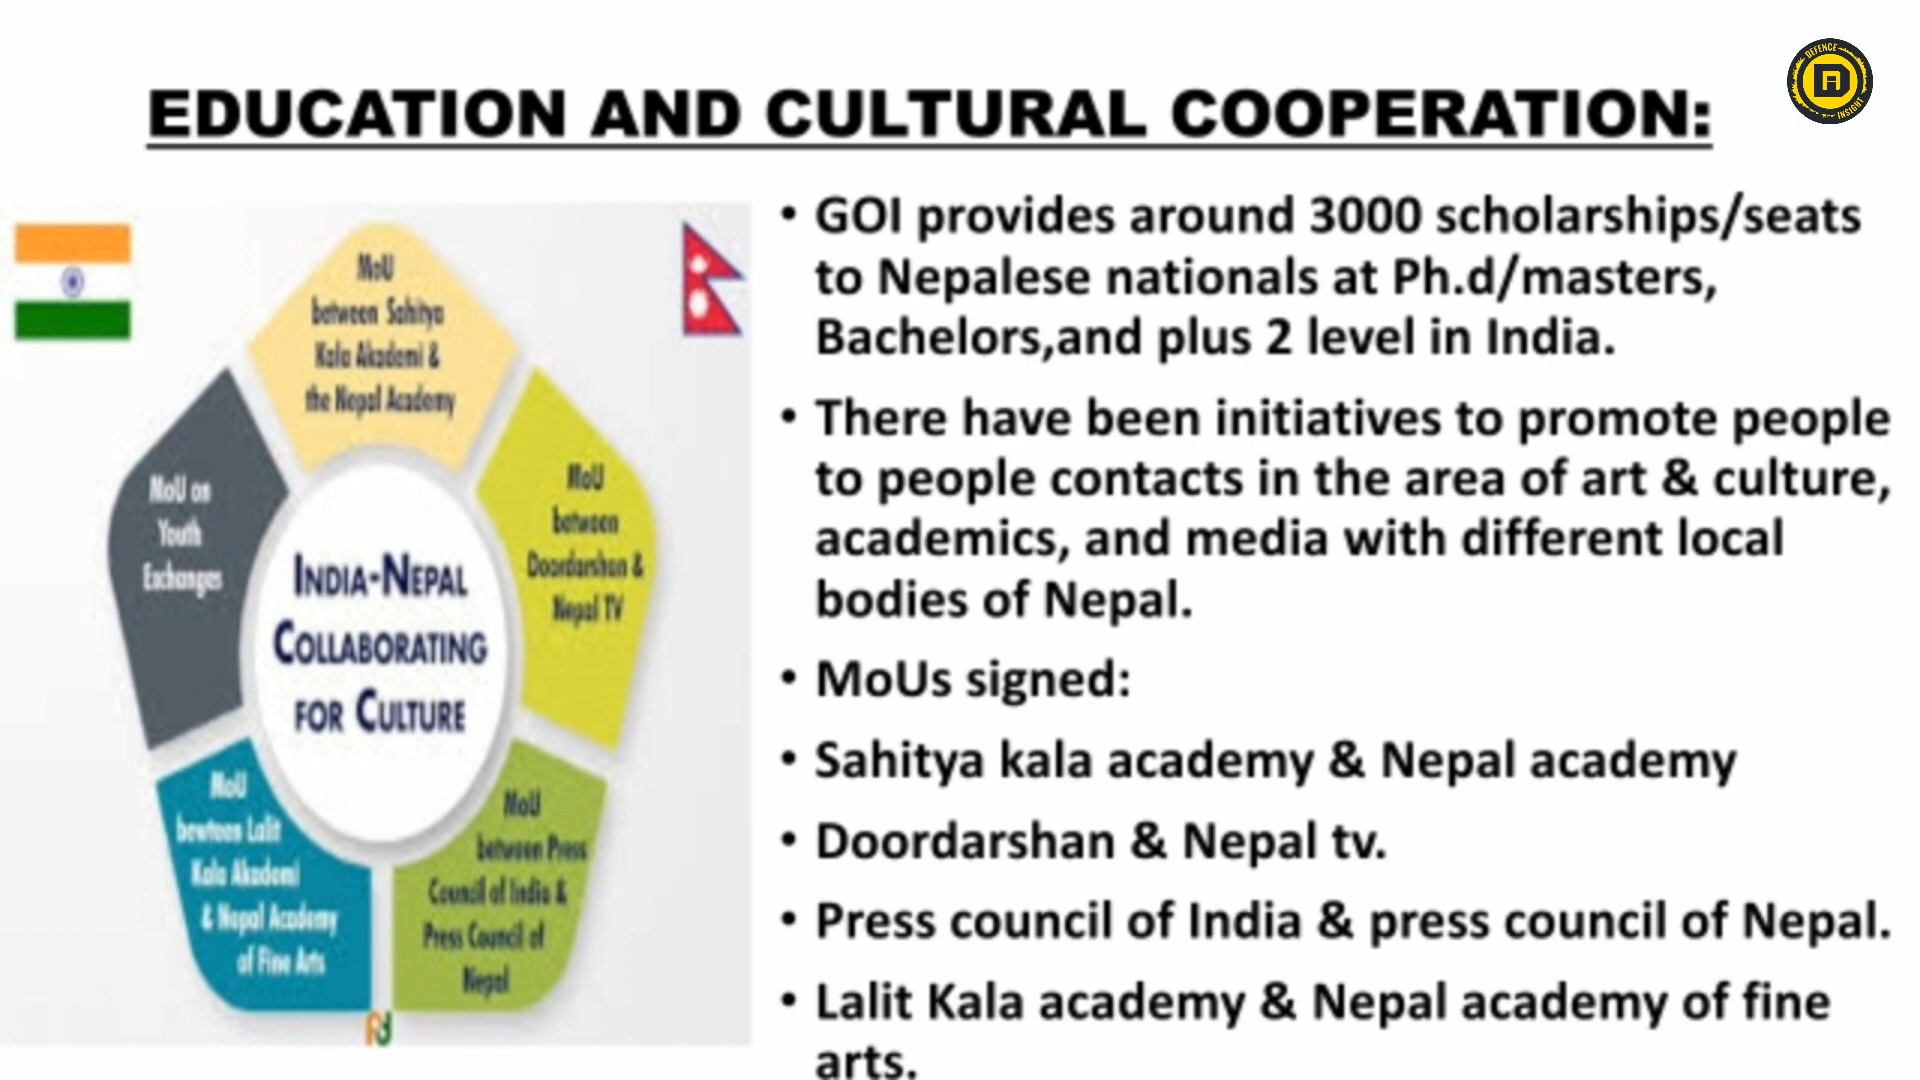 EDUCATION AND CULTURAL COOPERATION:
DEFENCE
INSIGHT
MoU
between Sahitya
Kala Akademi &
the Nepal Academy
MoU
between
Doordarshan &
Nepal TV
MoU
between Press
Council of India &
Press Council of
Nepal
MoU
bewteen Lalit
Kala Akademi
& Nepal Academy
of Fine Arts
MoU on
Youth
Exchanges
INDIA-NEPAL
COLLABORATING
FOR CULTURE
• GOI provides around 3000 scholarships/seats
to Nepalese nationals at Ph.d/masters,
Bachelors,and plus 2 level in India.
• There have been initiatives to promote people
to people contacts in the area of art & culture,
academics, and media with different local
bodies of Nepal.
• MoUs signed:
• Sahitya kala academy & Nepal academy
• Doordarshan & Nepal tv.
• Press council of India & press council of Nepal.
• Lalit Kala academy & Nepal academy of fine
arts.